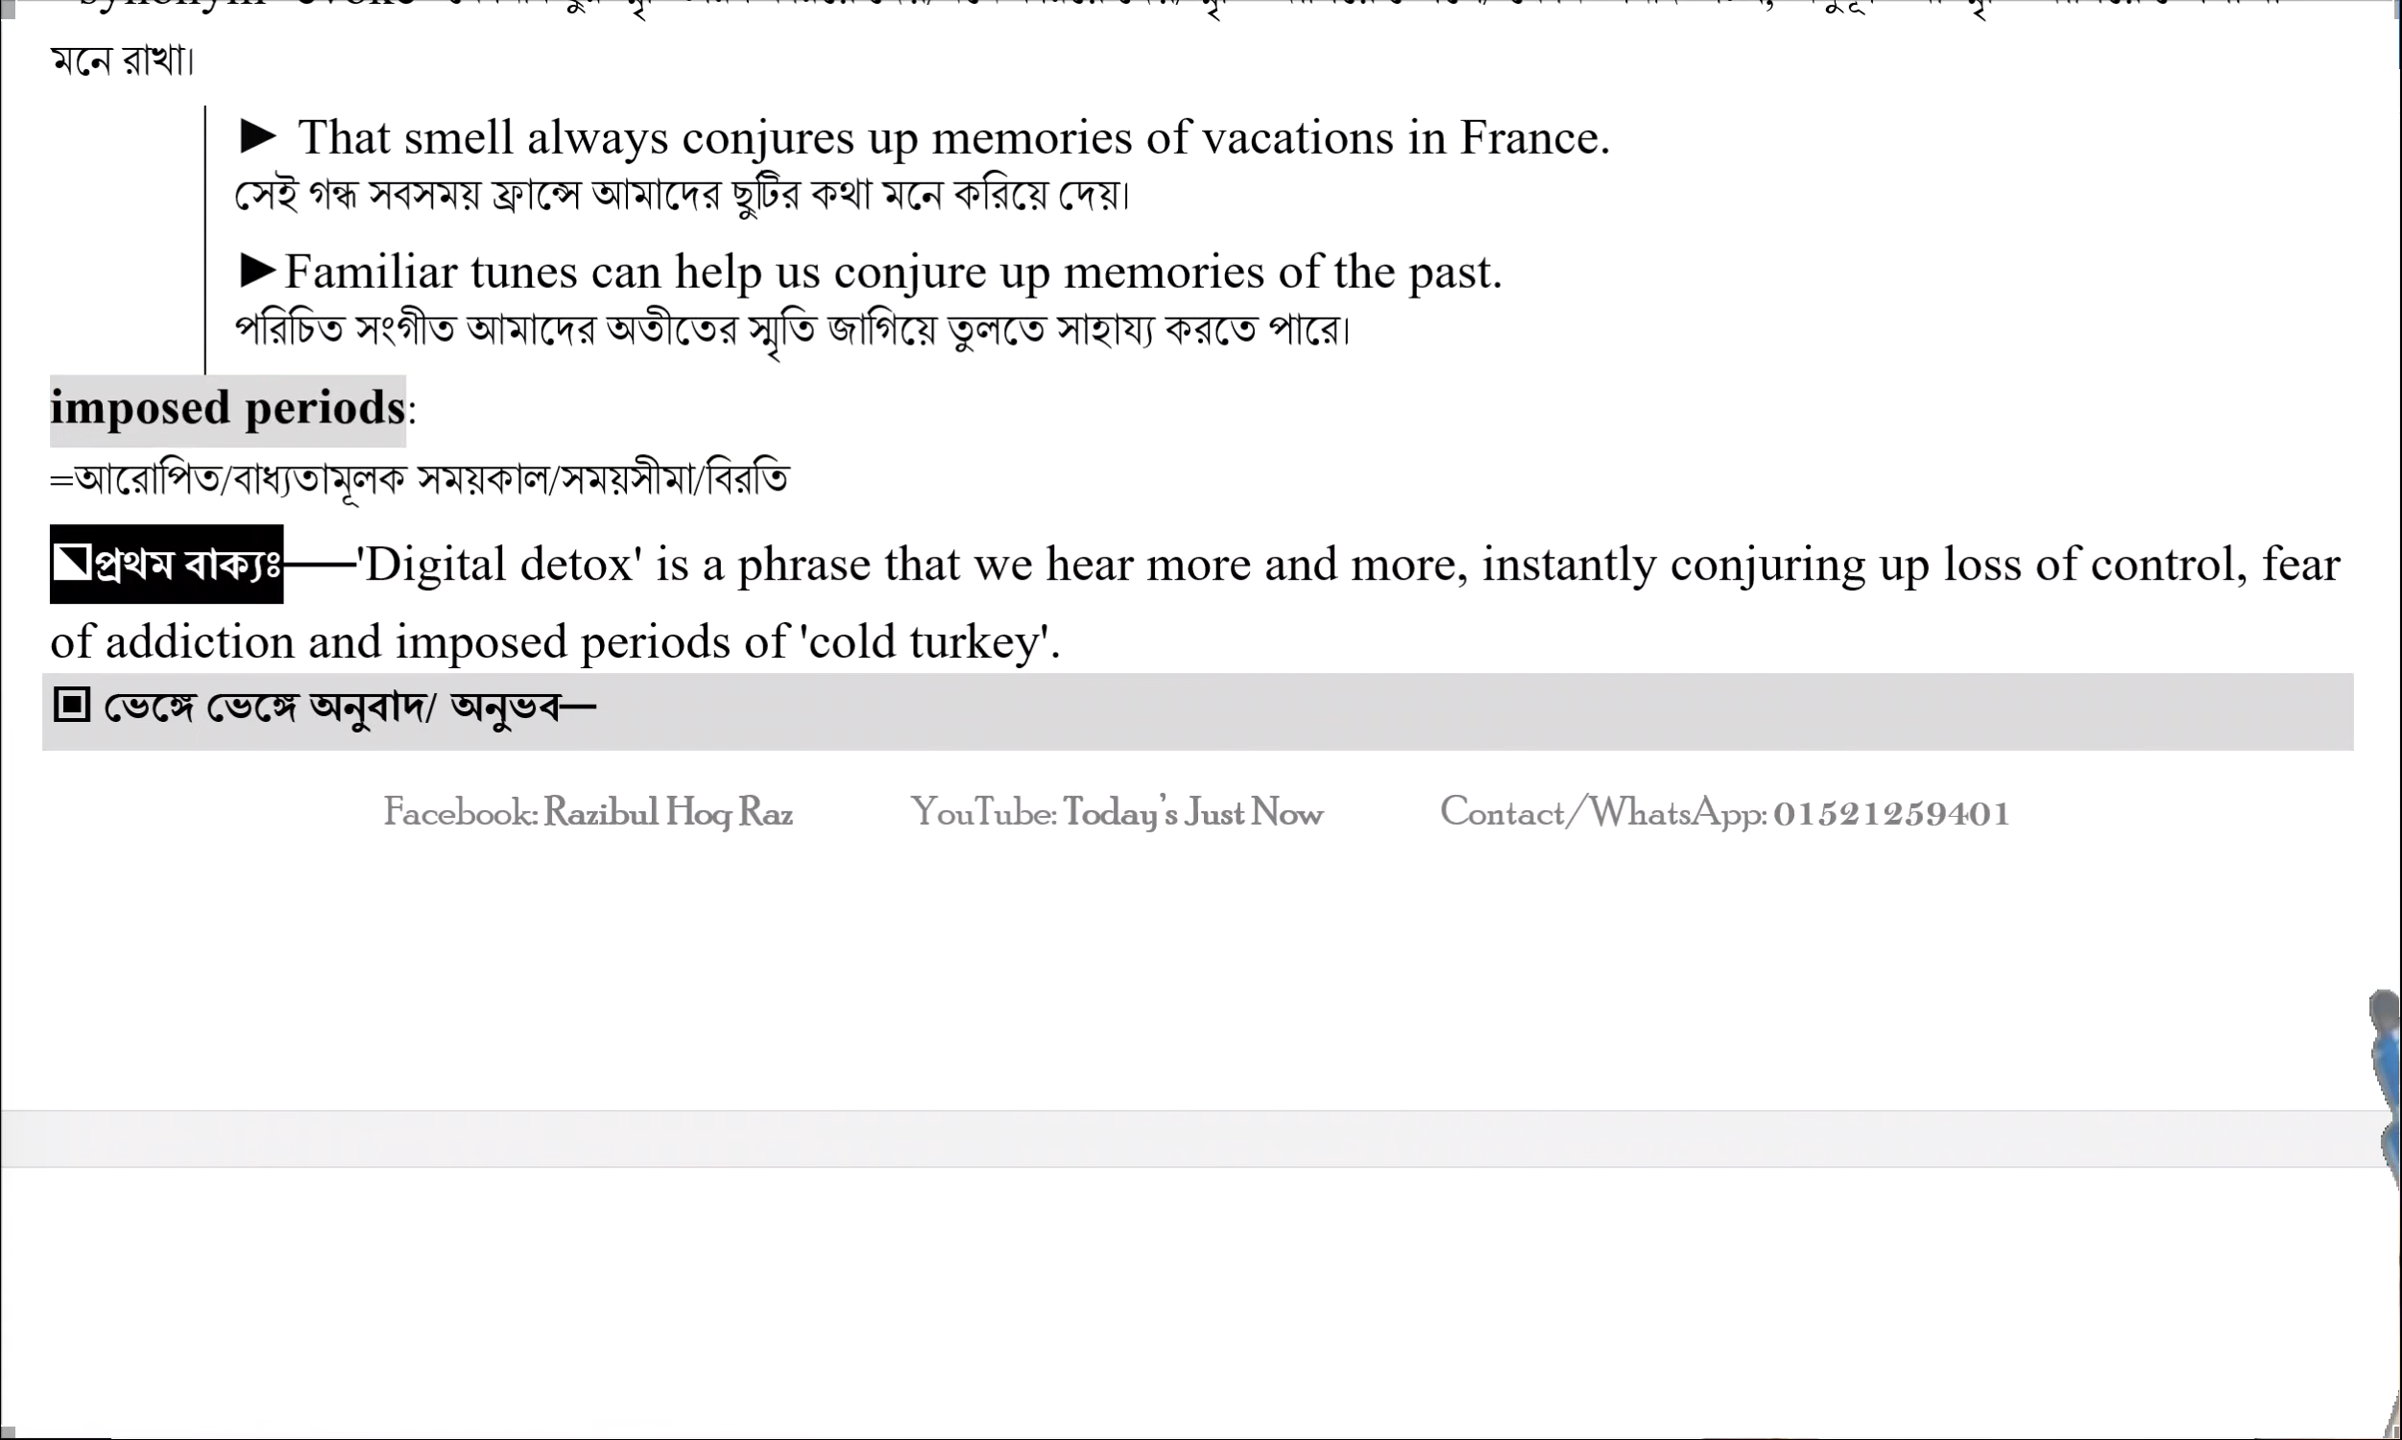 synonym evoke
মনে রাখা।
► That smell always conjures up memories of vacations in France.
সেই গন্ধ সবসময় ফ্রান্সে আমাদের ছুটির কথা মনে করিয়ে দেয়।
►Familiar tunes can help us conjure up memories of the past.
পরিচিত সংগীত আমাদের অতীতের স্মৃতি জাগিয়ে তুলতে সাহায্য করতে পারে।
imposed periods:
=আরোপিত/বাধ্যতামূলক সময়কাল/সময়সীমা/বিরতি
◣প্রথম বাক্যঃ——'Digital detox' is a phrase that we hear more and more, instantly conjuring up loss of control, fear
of addiction and imposed periods of 'cold turkey'.
▣ ভেঙ্গে ভেঙ্গে অনুবাদ/ অনুভব—
Facebook: Razibul Hoq Raz YouTube: Today's Just Now Contact/WhatsApp: 01521259401